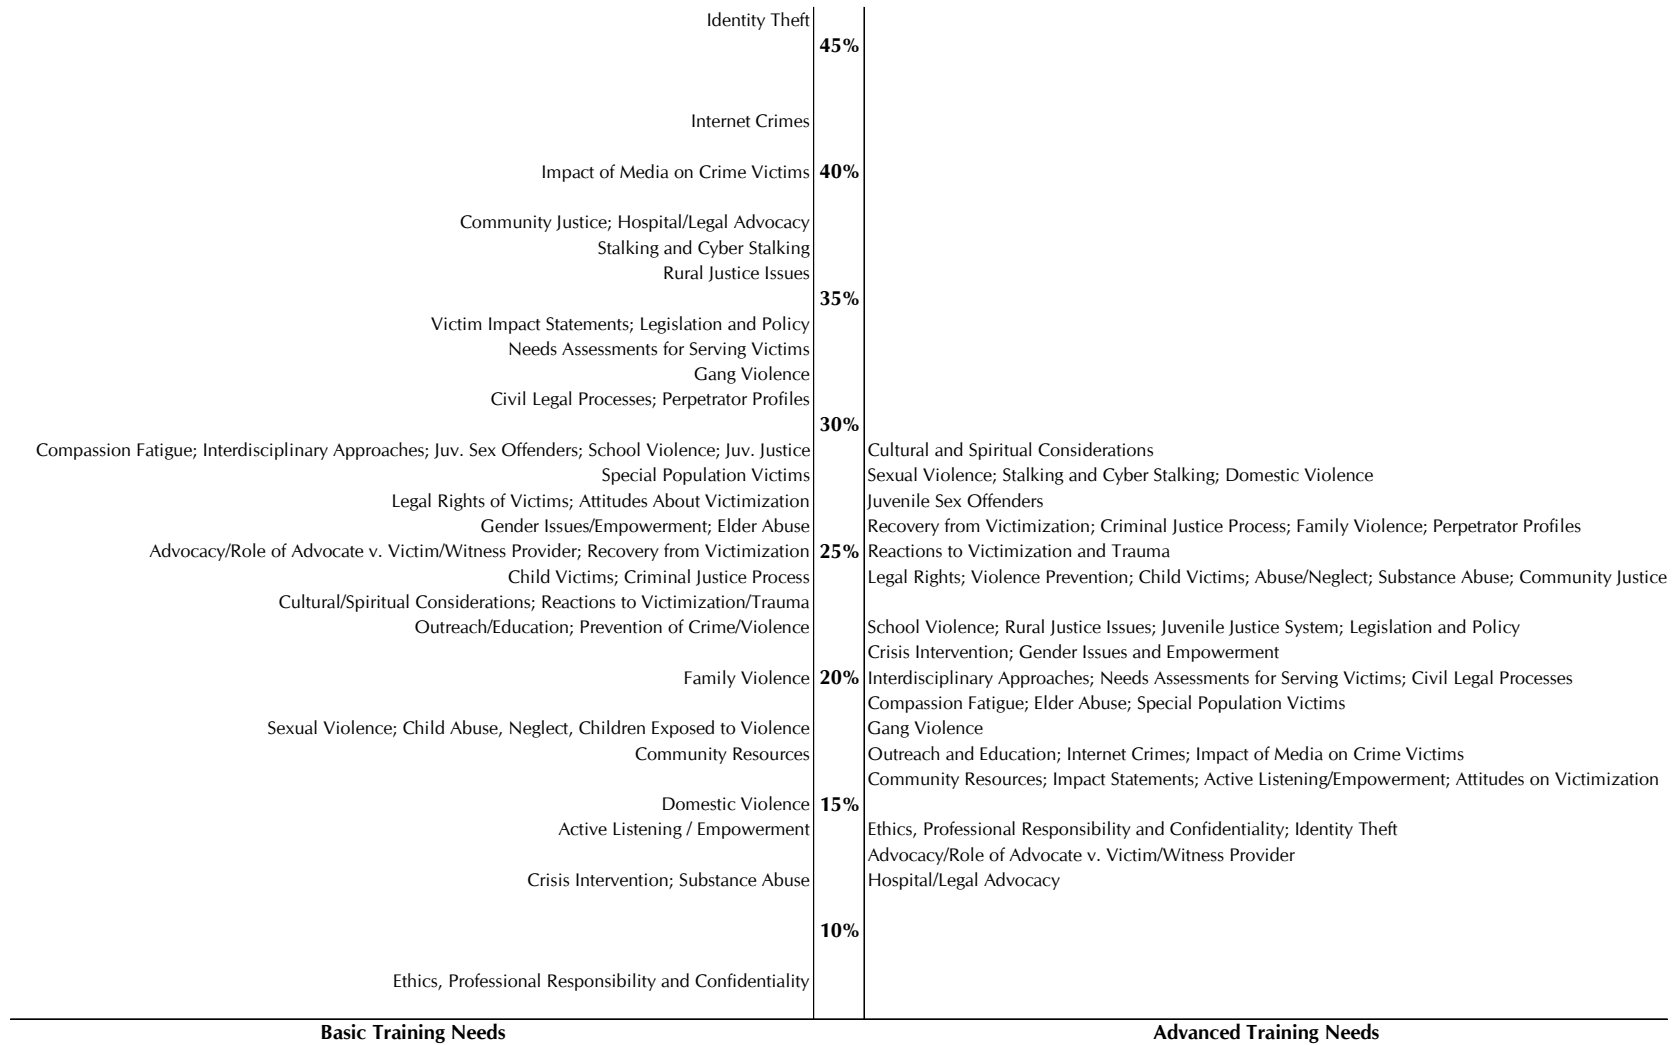 Identity Theft
45%
Internet Crimes
Impact of Media on Crime Victims 40%
Community Justice; Hospital/Legal Advocacy
Stalking and Cyber Stalking
Rural Justice Issues
35%
Victim Impact Statements; Legislation and Policy
Needs Assessments for Serving Victims
Gang Violence
Civil Legal Processes; Perpetrator Profiles
30%
Compassion Fatigue; Interdisciplinary Approaches; Juv. Sex Offenders; School Violence; Juv. Justice Cultural and Spiritual Considerations
Special Population Victims Sexual Violence; Stalking and Cyber Stalking; Domestic Violence
Legal Rights of Victims; Attitudes About Victimization Juvenile Sex Offenders
Gender Issues/Empowerment; Elder Abuse Recovery from Victimization; Criminal Justice Process; Family Violence; Perpetrator Profiles
Advocacy/Role of Advocate v. Victim/Witness Provider; Recovery from Victimization 25% Reactions to Victimization and Trauma
Child Victims; Criminal Justice Process Legal Rights; Violence Prevention; Child Victims; Abuse/Neglect; Substance Abuse; Community Justice
Cultural/Spiritual Considerations; Reactions to Victimization/Trauma
Outreach/Education; Prevention of Crime/Violence School Violence; Rural Justice Issues; Juvenile Justice System; Legislation and Policy
Crisis Intervention; Gender Issues and Empowerment
Family Violence 20% Interdisciplinary Approaches; Needs Assessments for Serving Victims; Civil Legal Processes
Compassion Fatigue; Elder Abuse; Special Population Victims
Sexual Violence; Child Abuse, Neglect, Children Exposed to Violence Gang Violence
Community Resources Outreach and Education; Internet Crimes; Impact of Media on Crime Victims
Community Resources; Impact Statements; Active Listening/Empowerment; Attitudes on Victimization
Domestic Violence 15%
Active Listening / Empowerment Ethics, Professional Responsibility and Confidentiality; Identity Theft
Advocacy/Role of Advocate v. Victim/Witness Provider
Crisis Intervention; Substance Abuse Hospital/Legal Advocacy
10%
Ethics, Professional Responsibility and Confidentiality
Basic Training Needs Advanced Training Needs